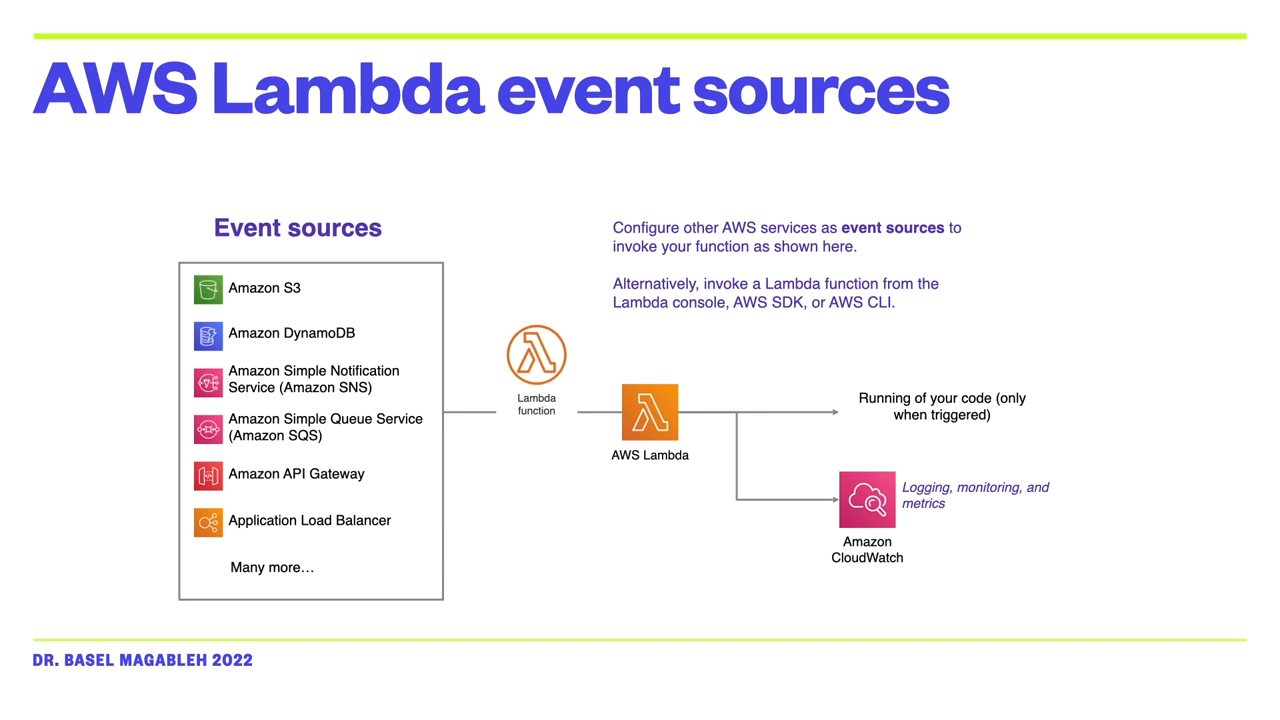 AWS Lambda event sources
Event sources
Amazon S3
Amazon DynamoDB
Amazon Simple Notification
Service (Amazon SNS)
Amazon Simple Queue Service
(Amazon SQS)
Amazon API Gateway
Application Load Balancer
Many more…
Configure other AWS services as event sources to
invoke your function as shown here.
Alternatively, invoke a Lambda function from the
Lambda console, AWS SDK, or AWS CLI.
Lambda
function
AWS Lambda
Running of your code (only
when triggered)
Logging, monitoring, and
metrics
Amazon
CloudWatch
DR. BASEL MAGABLEH 2022